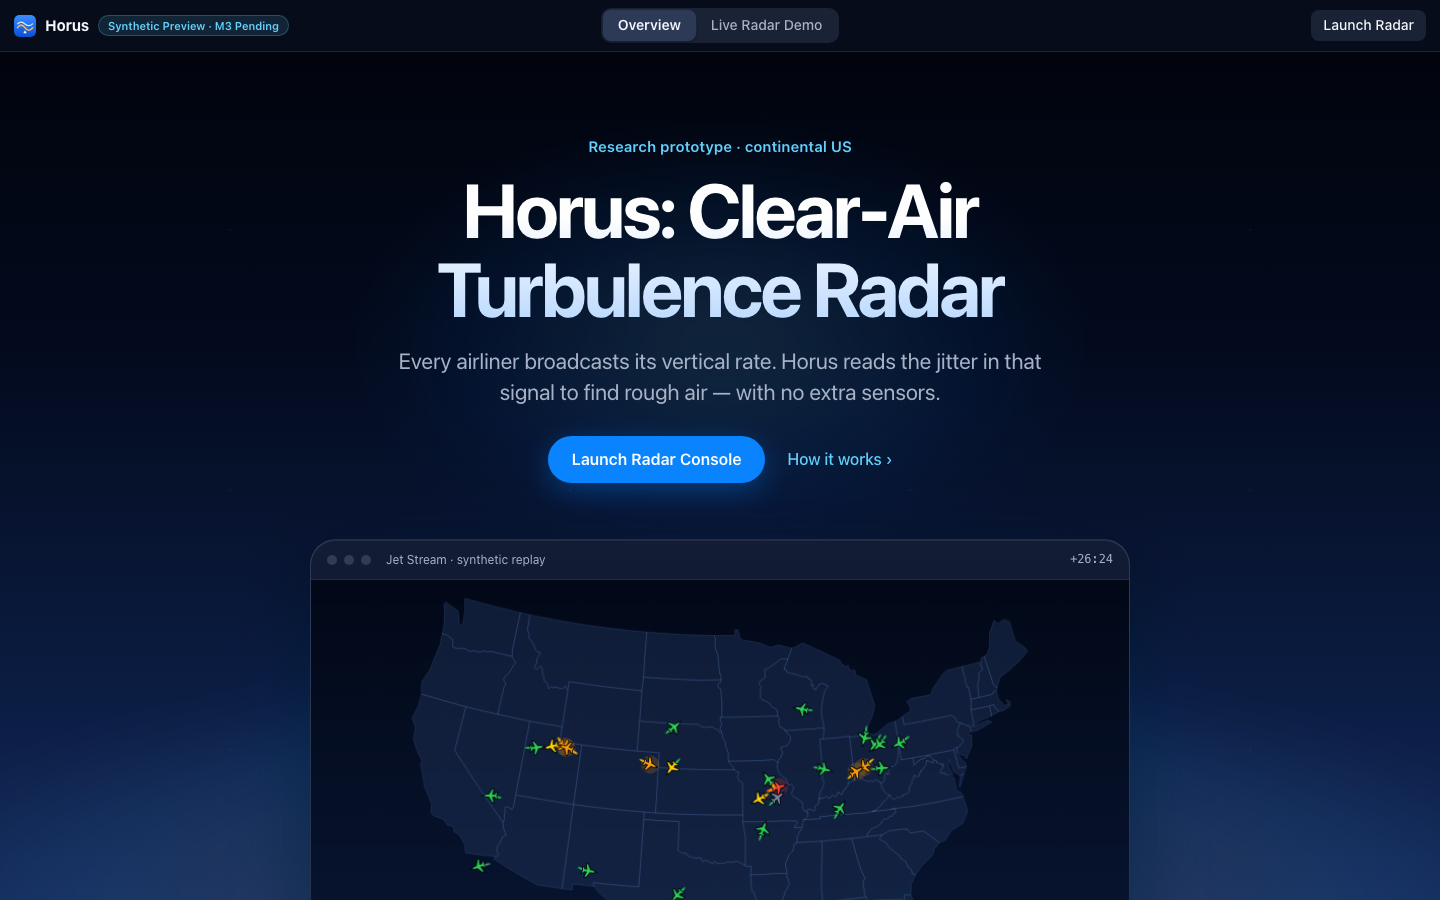 Horus
Synthetic Preview · M3 Pending
Overview
Live Radar Demo
Launch Radar
Research prototype · continental US
Horus: Clear-Air
Turbulence Radar
Every airliner broadcasts its vertical rate. Horus reads the jitter in that
signal to find rough air — with no extra sensors.
Launch Radar Console
How it works ›
Jet Stream · synthetic replay
+26:24